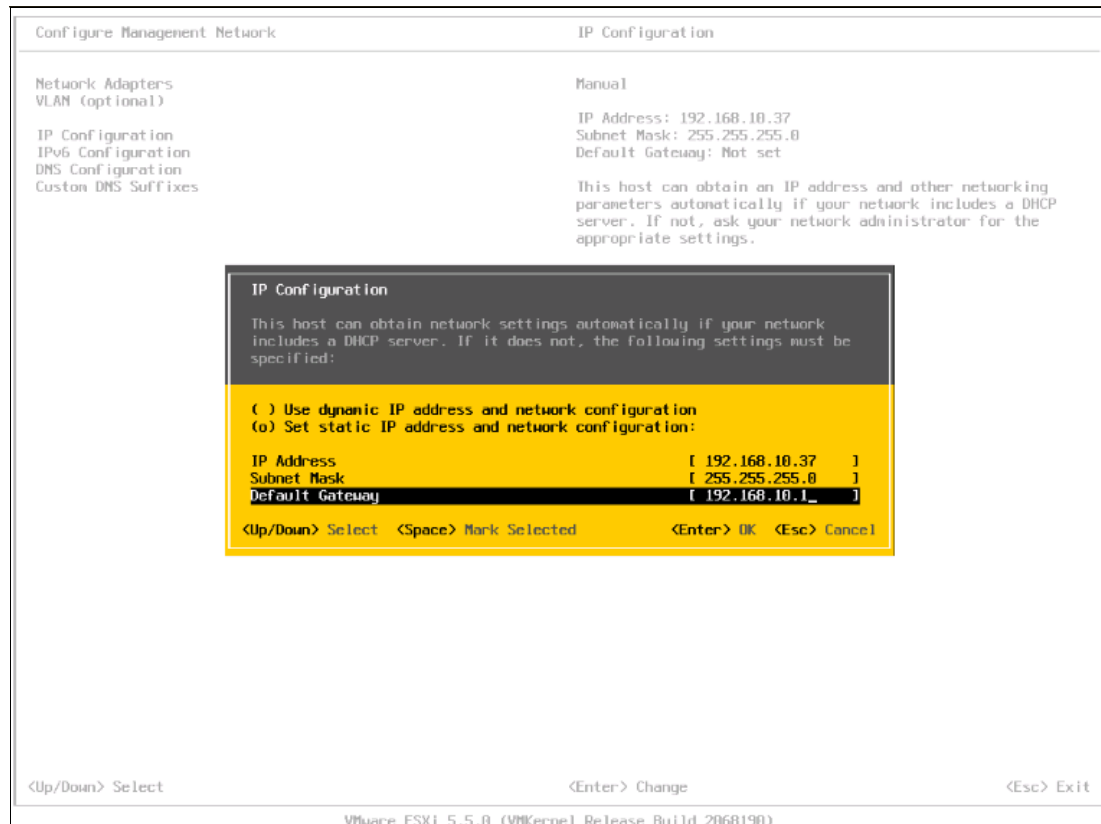 Configure Management Network
IP Configuration
Network Adapters
VLAN (optional)
IP Configuration
IPv6 Configuration
DNS Configuration
Custom DNS Suffixes
Manual
IP Address: 192.168.10.37
Subnet Mask: 255.255.255.0
Default Gateway: Not set
This host can obtain an IP address and other networking
parameters automatically if your network includes a DHCP
server. If not, ask your network administrator for the
appropriate settings.
IP Configuration
This host can obtain network settings automatically if your network
includes a DHCP server. If it does not, the following settings must be
specified:
( ) Use dynamic IP address and network configuration
(o) Set static IP address and network configuration:
IP Address [ 192.168.10.37 ]
Subnet Mask [ 255.255.255.0 ]
Default Gateway [ 192.168.10.1_ ]
<Up/Down> Select <Space> Mark Selected <Enter> OK <Esc> Cancel
<Up/Down> Select <Enter> Change <Esc> Exit
VMware ESXi 5.5.0 (VMKernel Release Build 2068190)